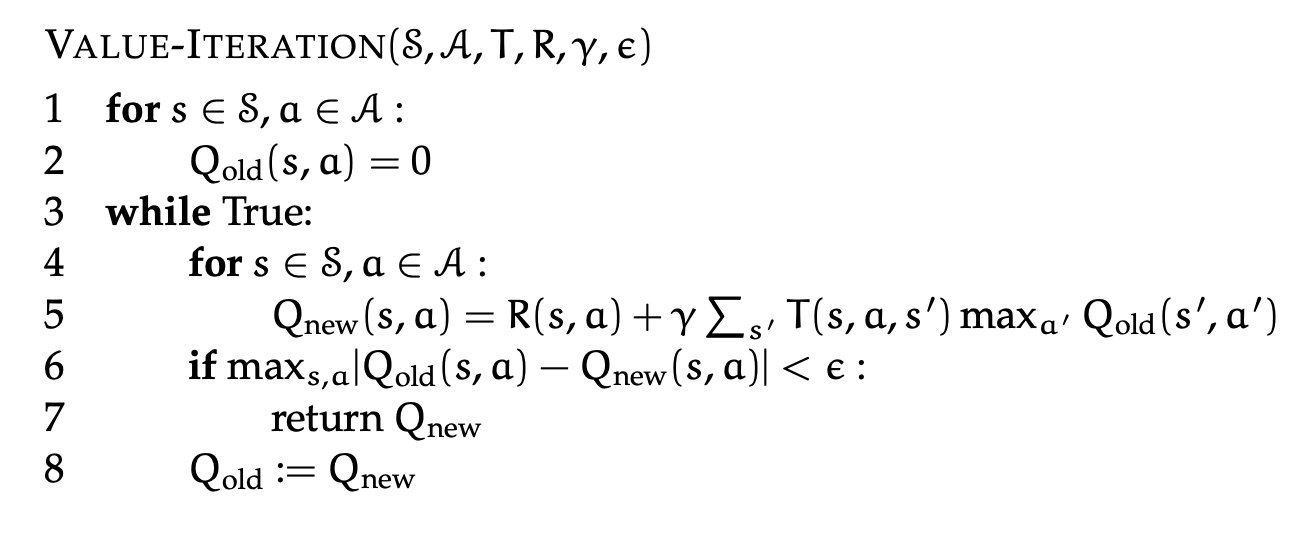 VALUE-ITERATION(𝒮, 𝒜, T, R, γ, ϵ)
1 for s ∈ 𝒮, a ∈ 𝒜 :
2 Q_old(s, a) = 0
3 while True:
4 for s ∈ 𝒮, a ∈ 𝒜 :
5 Q_new(s, a) = R(s, a) + γ ∑_s′ T(s, a, s′) max_a′ Q_old(s′, a′)
6 if max_s,a|Q_old(s, a) − Q_new(s, a)| < ϵ :
7 return Q_new
8 Q_old := Q_new